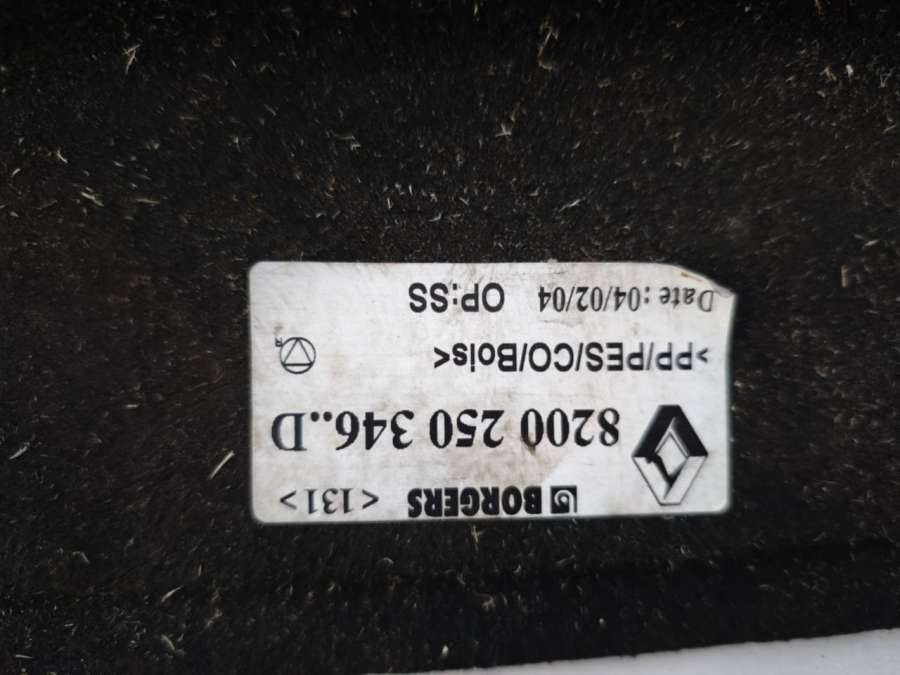 BORGERS <131>
8200 250 346..D
>PP/PES/CO/Bois<
R
Date :04/02/04 OP:SS